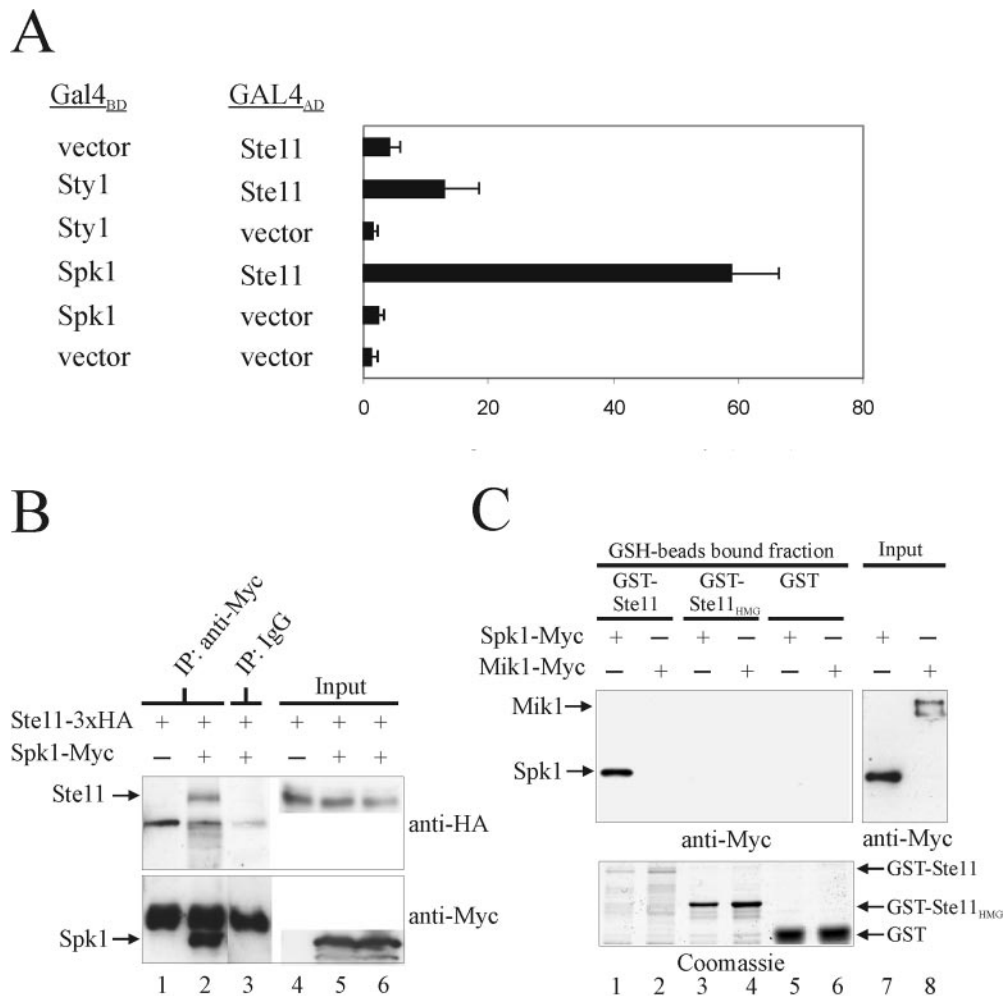 A
Gal4BD GAL4AD
vector Ste11
Sty1 Ste11
Sty1 vector
Spk1 Ste11
Spk1 vector
vector vector
0 20 40 60 80
B
IP: anti-Myc IP: IgG Input
Ste11-3xHA + + + + + +
Spk1-Myc – + + – + +
Ste11
anti-HA
anti-Myc
Spk1
1 2 3 4 5 6
C
GSH-beads bound fraction Input
GST-Ste11 GST-Ste11HMG GST
Spk1-Myc + – + – + – + –
Mik1-Myc – + – + – + – +
Mik1
Spk1
anti-Myc anti-Myc
GST-Ste11
GST-Ste11HMG
GST
Coomassie
1 2 3 4 5 6 7 8